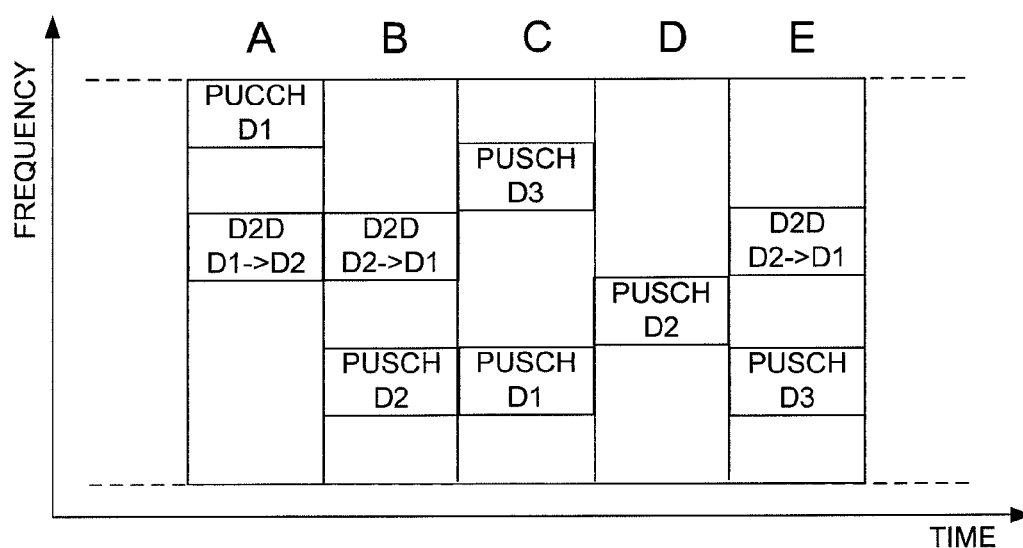 A B C D E
FREQUENCY
PUCCH
D1
PUSCH
D3
D2D
D1->D2
D2D
D2->D1
D2D
D2->D1
PUSCH
D2
PUSCH
D2
PUSCH
D1
PUSCH
D3
TIME